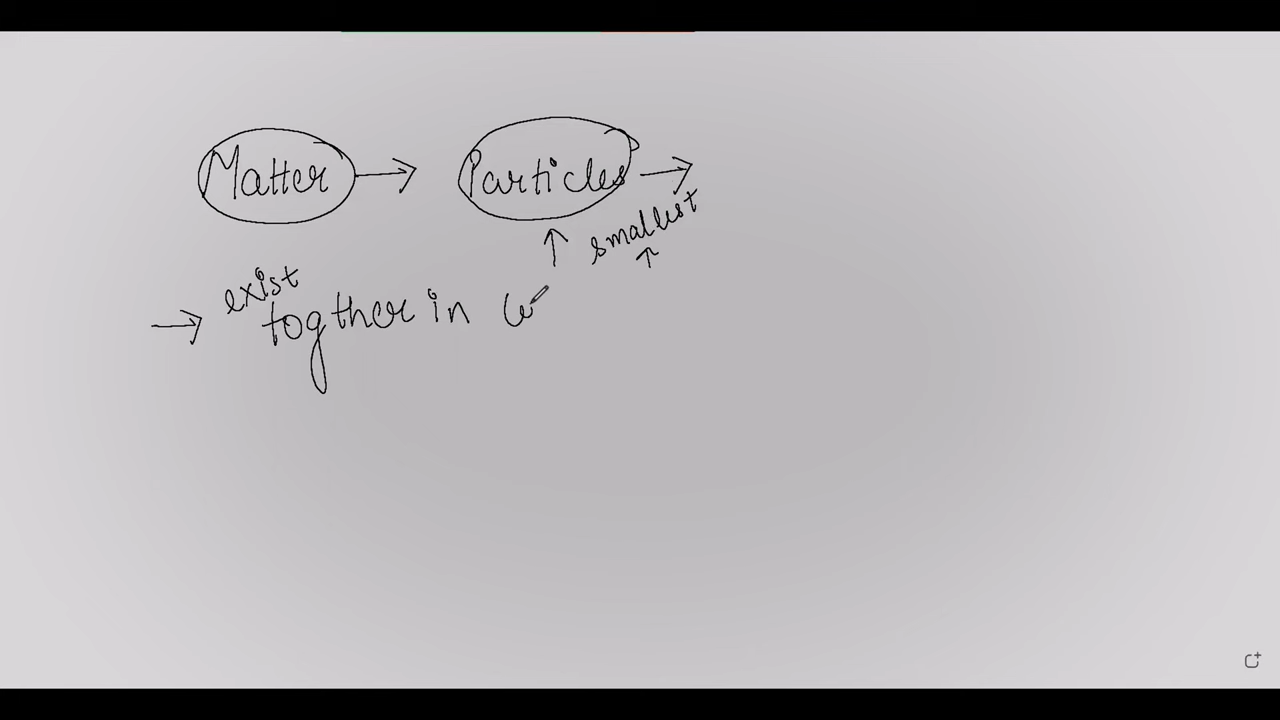 Matter → Particles →
↑ smallest
↑
exist
→ togther in